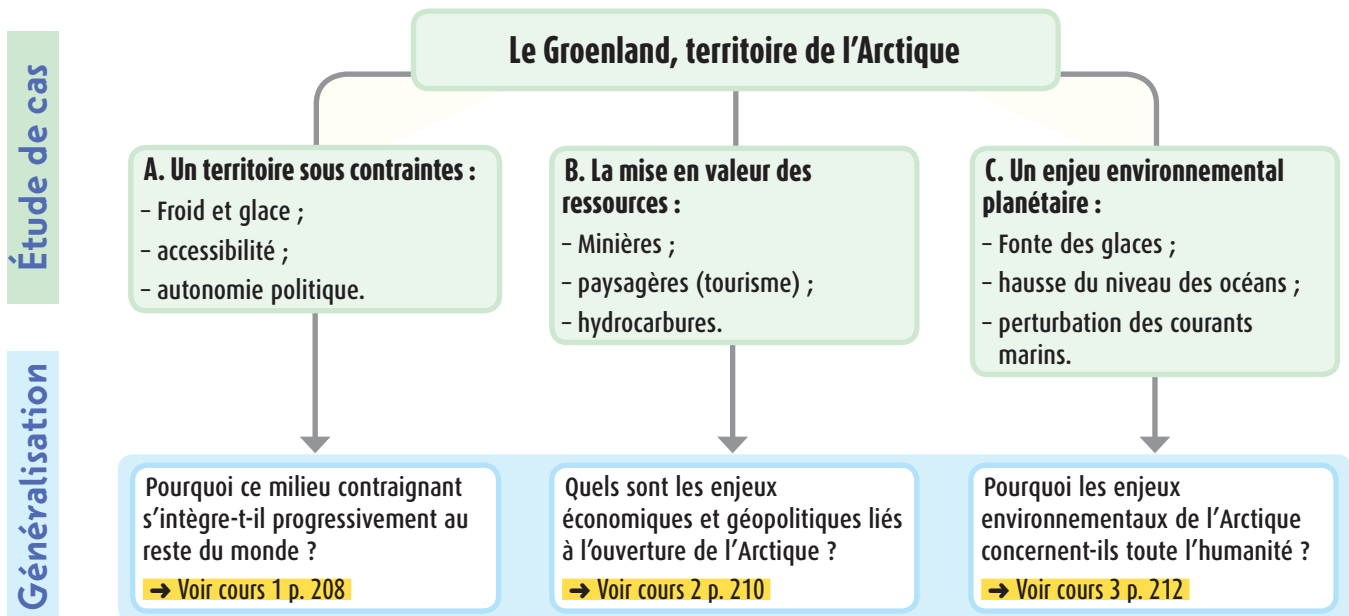 Étude de cas
Le Groenland, territoire de l'Arctique
A. Un territoire sous contraintes :
– Froid et glace ;
– accessibilité ;
– autonomie politique.
B. La mise en valeur des
ressources :
– Minières ;
– paysagères (tourisme) ;
– hydrocarbures.
C. Un enjeu environnemental
planétaire :
– Fonte des glaces ;
– hausse du niveau des océans ;
– perturbation des courants
marins.
Généralisation
Pourquoi ce milieu contraignant
s'intègre-t-il progressivement au
reste du monde ?
➜ Voir cours 1 p. 208
Quels sont les enjeux
économiques et géopolitiques liés
à l'ouverture de l'Arctique ?
➜ Voir cours 2 p. 210
Pourquoi les enjeux
environnementaux de l'Arctique
concernent-ils toute l'humanité ?
➜ Voir cours 3 p. 212